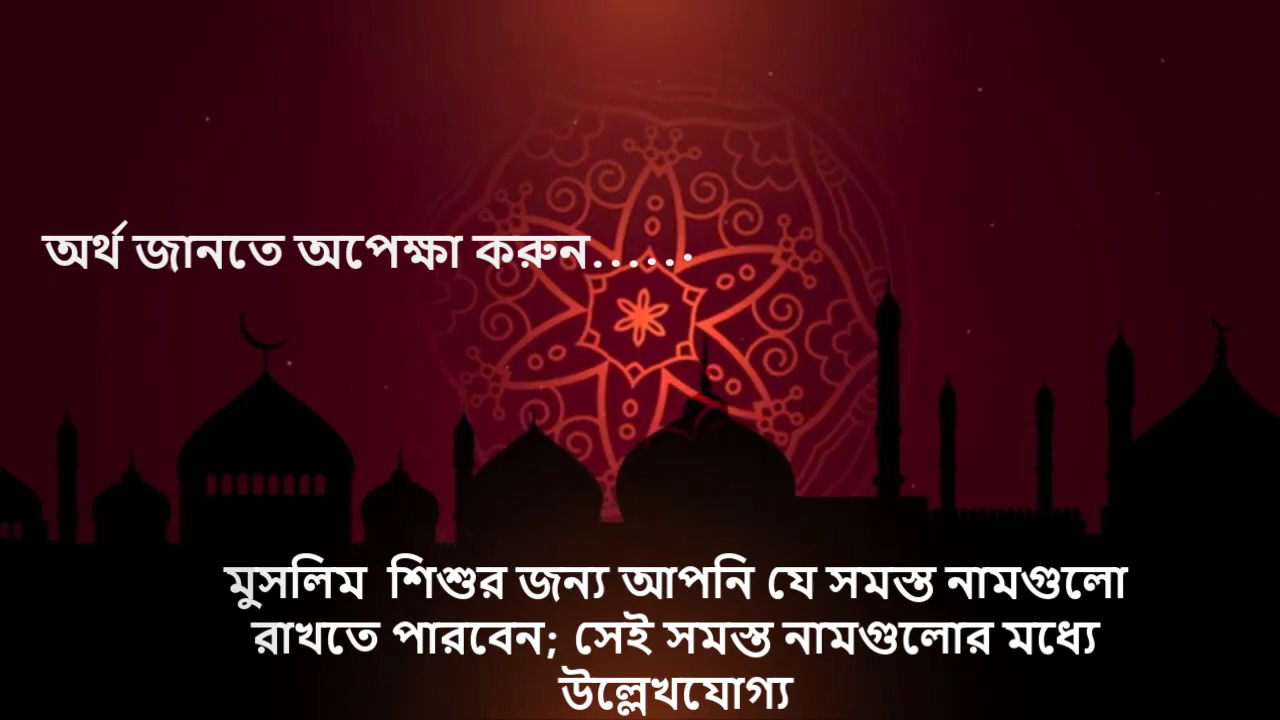 অর্থ জানতে অপেক্ষা করুন......
মুসলিম শিশুর জন্য আপনি যে সমস্ত নামগুলো
রাখতে পারবেন; সেই সমস্ত নামগুলোর মধ্যে
উল্লেখযোগ্য